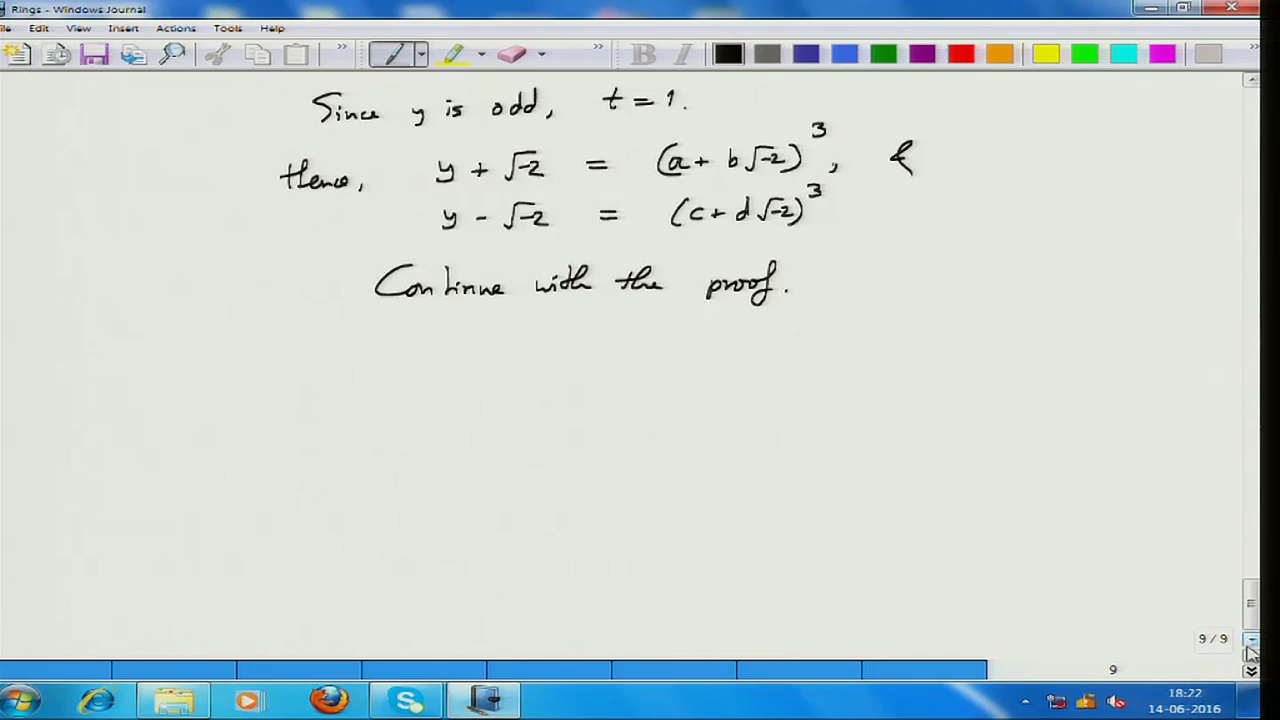 Rings - Windows Journal
Edit View Insert Actions Tools Help
B I
Since y is odd, t = 1.
Hence, y + √-2 = (a + b√-2)³, &
y - √-2 = (c + d√-2)³
Continue with the proof.
9 / 9
9
18:22
14-06-2016